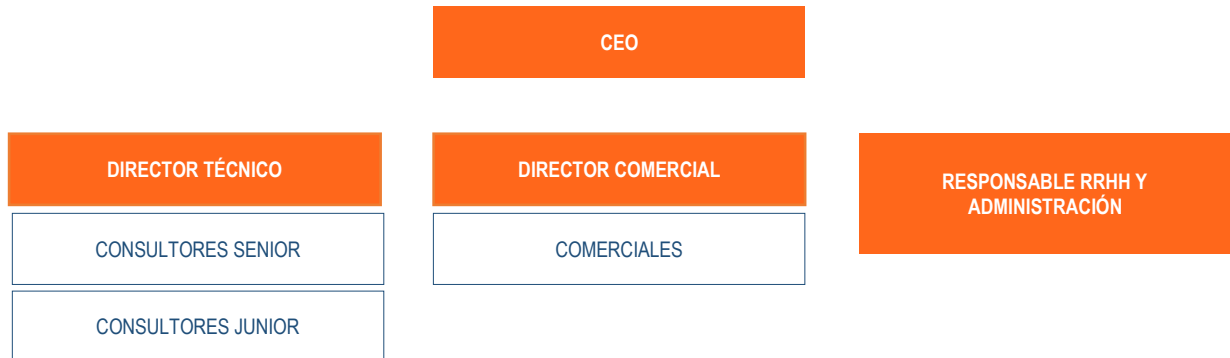 CEO
DIRECTOR TÉCNICO
DIRECTOR COMERCIAL
RESPONSABLE RRHH Y
ADMINISTRACIÓN
CONSULTORES SENIOR
COMERCIALES
CONSULTORES JUNIOR